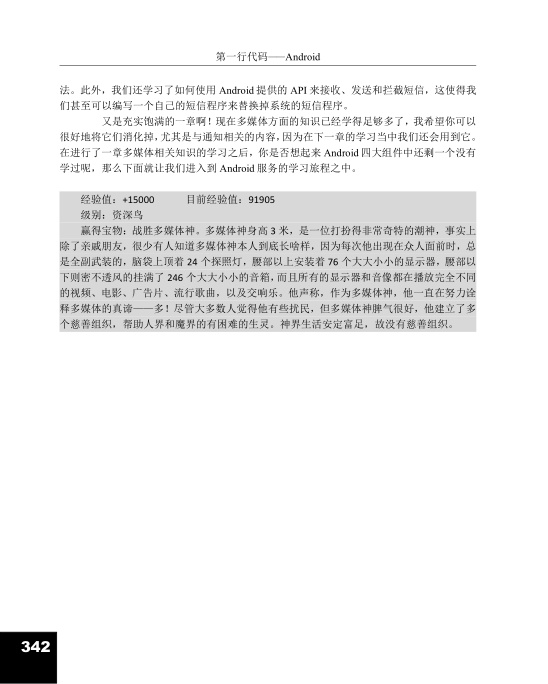 第一行代码——Android
法。此外，我们还学习了如何使用 Android 提供的 API 来接收、发送和拦截短信，这使得我
们甚至可以编写一个自己的短信程序来替换掉系统的短信程序。
又是充实饱满的一章啊！现在多媒体方面的知识已经学得足够多了，我希望你可以
很好地将它们消化掉，尤其是与通知相关的内容，因为在下一章的学习当中我们还会用到它。
在进行了一章多媒体相关知识的学习之后，你是否想起来 Android 四大组件中还剩一个没有
学过呢，那么下面就让我们进入到 Android 服务的学习旅程之中。
经验值：+15000 目前经验值：91905
级别：资深鸟
赢得宝物：战胜多媒体神。多媒体神身高 3 米，是一位打扮得非常奇特的潮神，事实上
除了亲戚朋友，很少有人知道多媒体神本人到底长啥样，因为每次他出现在众人面前时，总
是全副武装的，脑袋上顶着 24 个探照灯，腰部以上安装着 76 个大大小小的显示器，腰部以
下则密不透风的挂满了 246 个大大小小的音箱，而且所有的显示器和音像都在播放完全不同
的视频、电影、广告片、流行歌曲，以及交响乐。他声称，作为多媒体神，他一直在努力诠
释多媒体的真谛——多！尽管大多数人觉得他有些扰民，但多媒体神脾气很好，他建立了多
个慈善组织，帮助人界和魔界的有困难的生灵。神界生活安定富足，故没有慈善组织。
342